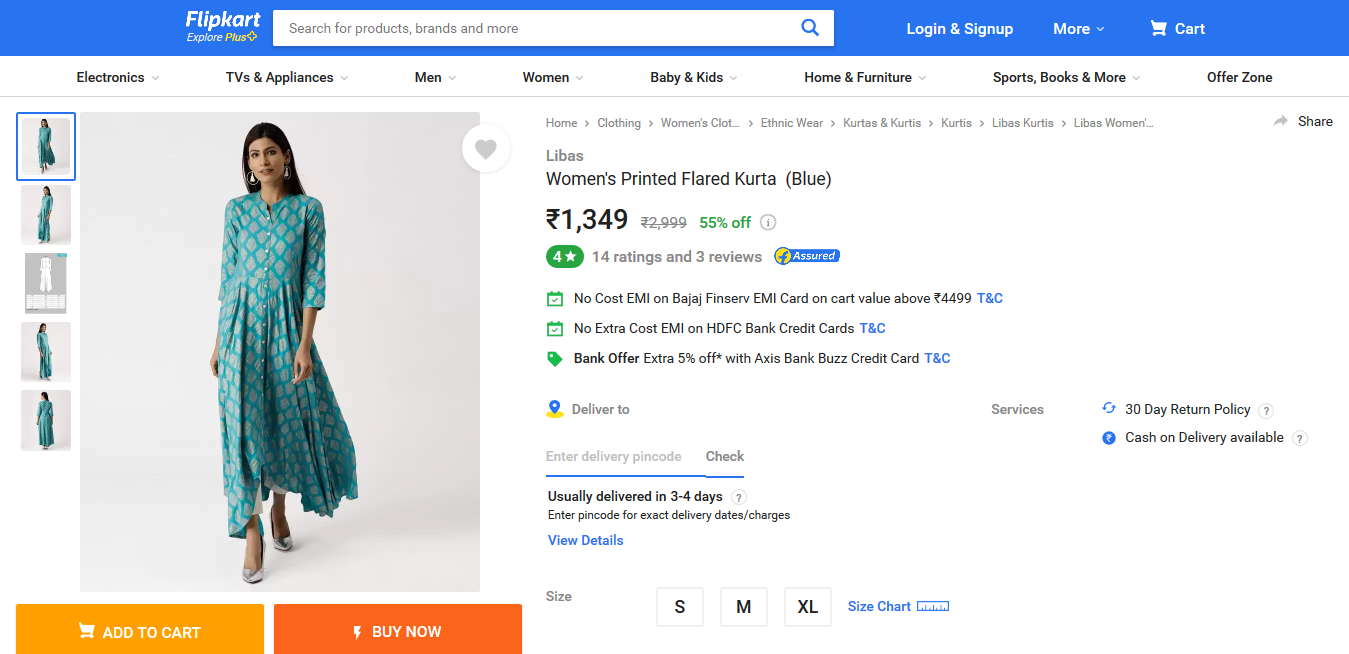 Flipkart
Explore Plus
Search for products, brands and more
Login & Signup
More
Cart
Electronics
TVs & Appliances
Men
Women
Baby & Kids
Home & Furniture
Sports, Books & More
Offer Zone
Home > Clothing > Women's Clot... > Ethnic Wear > Kurtas & Kurtis > Kurtis > Libas Kurtis > Libas Women'...
Share
Libas
Women's Printed Flared Kurta (Blue)
₹1,349 ₹2,999 55% off i
4★ 14 ratings and 3 reviews f Assured
No Cost EMI on Bajaj Finserv EMI Card on cart value above ₹4499 T&C
No Extra Cost EMI on HDFC Bank Credit Cards T&C
Bank Offer Extra 5% off* with Axis Bank Buzz Credit Card T&C
Deliver to
Enter delivery pincode Check
Usually delivered in 3-4 days ?
Enter pincode for exact delivery dates/charges
View Details
Services
30 Day Return Policy ?
₹ Cash on Delivery available ?
Size
S M XL Size Chart
ADD TO CART
BUY NOW